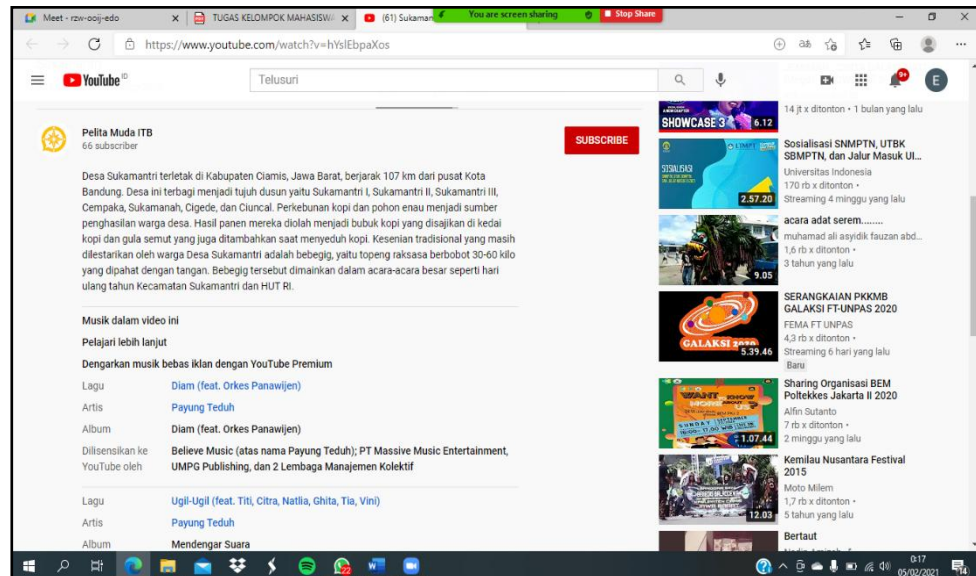 Meet - rzw-ooij-edo
TUGAS KELOMPOK MAHASISWA
(61) Sukaman
You are screen sharing
Stop Share
https://www.youtube.com/watch?v=hYslEbpaXos
YouTube ID
Telusuri
9+
E
Pelita Muda ITB
66 subscriber
SUBSCRIBE
Desa Sukamantri terletak di Kabupaten Ciamis, Jawa Barat, berjarak 107 km dari pusat Kota
Bandung. Desa ini terbagi menjadi tujuh dusun yaitu Sukamantri I, Sukamantri II, Sukamantri III,
Cempaka, Sukamanah, Cigede, dan Ciuncal. Perkebunan kopi dan pohon enau menjadi sumber
penghasilan warga desa. Hasil panen mereka diolah menjadi bubuk kopi yang disajikan di kedai
kopi dan gula semut yang juga ditambahkan saat menyeduh kopi. Kesenian tradisional yang masih
dilestarikan oleh warga Desa Sukamantri adalah bebegig, yaitu topeng raksasa berbobot 30-60 kilo
yang dipahat dengan tangan. Bebegig tersebut dimainkan dalam acara-acara besar seperti hari
ulang tahun Kecamatan Sukamantri dan HUT RI.
Musik dalam video ini
Pelajari lebih lanjut
Dengarkan musik bebas iklan dengan YouTube Premium
Lagu Diam (feat. Orkes Panawijen)
Artis Payung Teduh
Album Diam (feat. Orkes Panawijen)
Dilisensikan ke YouTube oleh
Believe Music (atas nama Payung Teduh); PT Massive Music Entertainment,
UMPG Publishing, dan 2 Lembaga Manajemen Kolektif
Lagu Ugil-Ugil (feat. Titi, Citra, Natlia, Ghita, Tia, Vini)
Artis Payung Teduh
Album Mendengar Suara
SHOWCASE 3
6.12
14 jt x ditonton • 1 bulan yang lalu
SOSIALISASI
2.57.20
Sosialisasi SNMPTN, UTBK
SBMPTN, dan Jalur Masuk UI...
Universitas Indonesia
170 rb x ditonton •
Streaming 4 minggu yang lalu
9.05
acara adat serem........
muhamad ali asyidik fauzan abd...
1,6 rb x ditonton •
3 tahun yang lalu
GALAKSI 2020
5.39.46
SERANGKAIAN PKKMB
GALAKSI FT-UNPAS 2020
FEMA FT UNPAS
4,3 rb x ditonton •
Streaming 6 hari yang lalu
Baru
WANT KNOW
MORE ABOUT
1.07.44
Sharing Organisasi BEM
Poltekkes Jakarta II 2020
Alfin Sutanto
7 rb x ditonton •
2 minggu yang lalu
12.03
Kemilau Nusantara Festival
2015
Moto Milem
1,7 rb x ditonton •
5 tahun yang lalu
Bertaut
22
0:17
05/02/2021
14